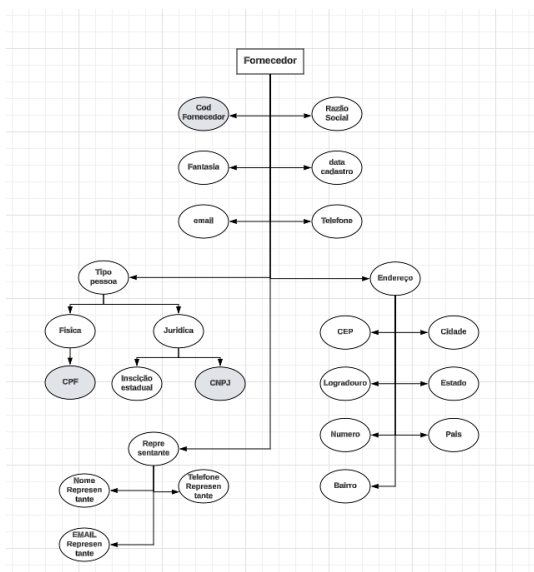 Fornecedor
Cod
Fornecedor
Razão
Social
Fantasia
data
cadastro
email
Telefone
Tipo
pessoa
Endereço
Fisica
Juridica
CEP
Cidade
CPF
Inscição
estadual
CNPJ
Logradouro
Estado
Repre
sentante
Numero
País
Nome
Represen
tante
Telefone
Represen
tante
Bairro
EMAIL
Represen
tante